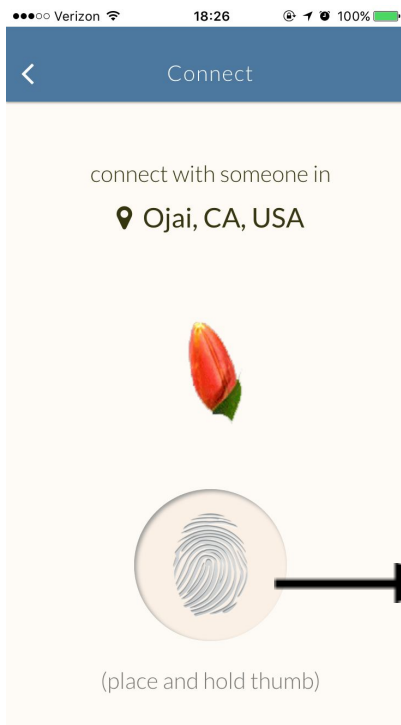 Verizon 18:26 100%
Connect
connect with someone in
Ojai, CA, USA
(place and hold thumb)